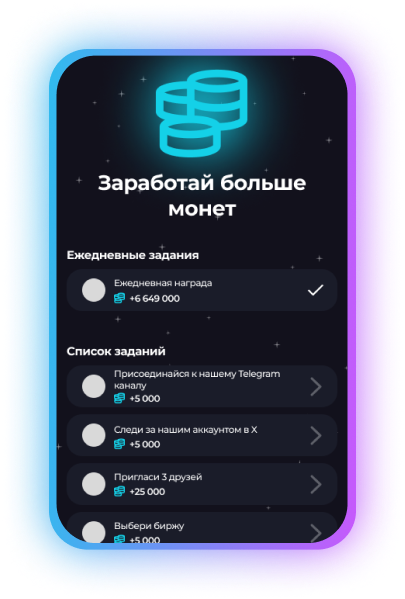 Заработай больше
монет
Ежедневные задания
Ежедневная награда
+6 649 000
Список заданий
Присоединайся к нашему Telegram
каналу
+5 000
Следи за нашим аккаунтом в X
+5 000
Пригласи 3 друзей
+25 000
Выбери биржу
+5 000